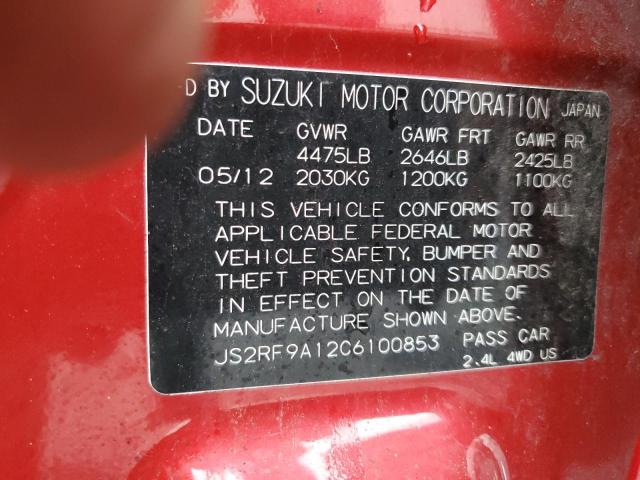 D BY SUZUKI MOTOR CORPORATION JAPAN
DATE GVWR GAWR FRT GAWR RR
4475LB 2646LB 2425LB
05/12 2030KG 1200KG 1100KG
THIS VEHICLE CONFORMS TO ALL
APPLICABLE FEDERAL MOTOR
VEHICLE SAFETY, BUMPER AND
THEFT PREVENTION STANDARDS
IN EFFECT ON THE DATE OF
MANUFACTURE SHOWN ABOVE.
JS2RF9A12C6100853 PASS CAR
2.4L 4WD US